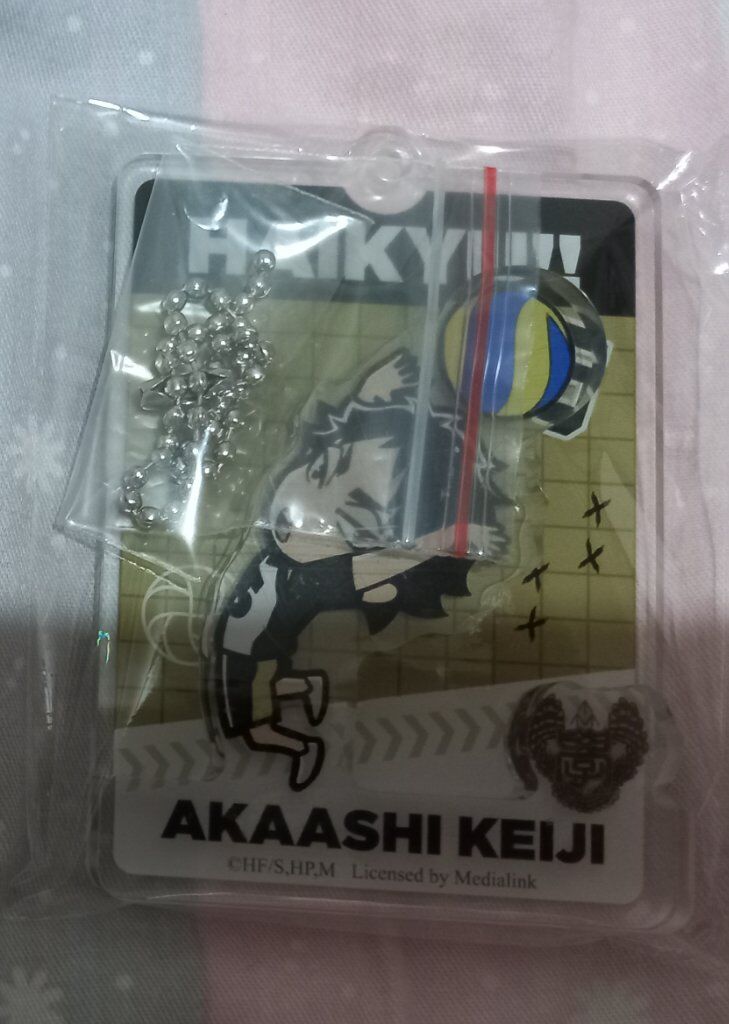 HAIKYU!!
AKAASHI KEIJI
©HF/S,HP,M Licensed by Medialink